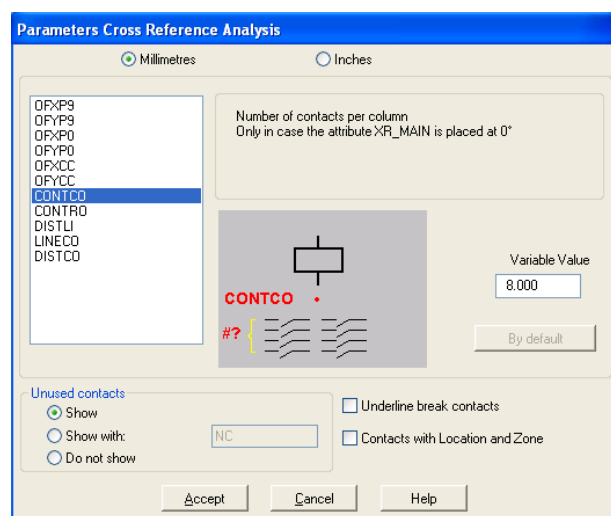 Parameters Cross Reference Analysis
Millimetres
Inches
OFXP9
OFYP9
OFXP0
OFYP0
OFXCC
OFYCC
CONTCO
CONTRO
DISTLI
LINECO
DISTCO
Number of contacts per column
Only in case the attribute XR_MAIN is placed at 0°
CONTCO
#?
Variable Value
8.000
By default
Unused contacts
Show
Show with:
NC
Do not show
Underline break contacts
Contacts with Location and Zone
Accept
Cancel
Help